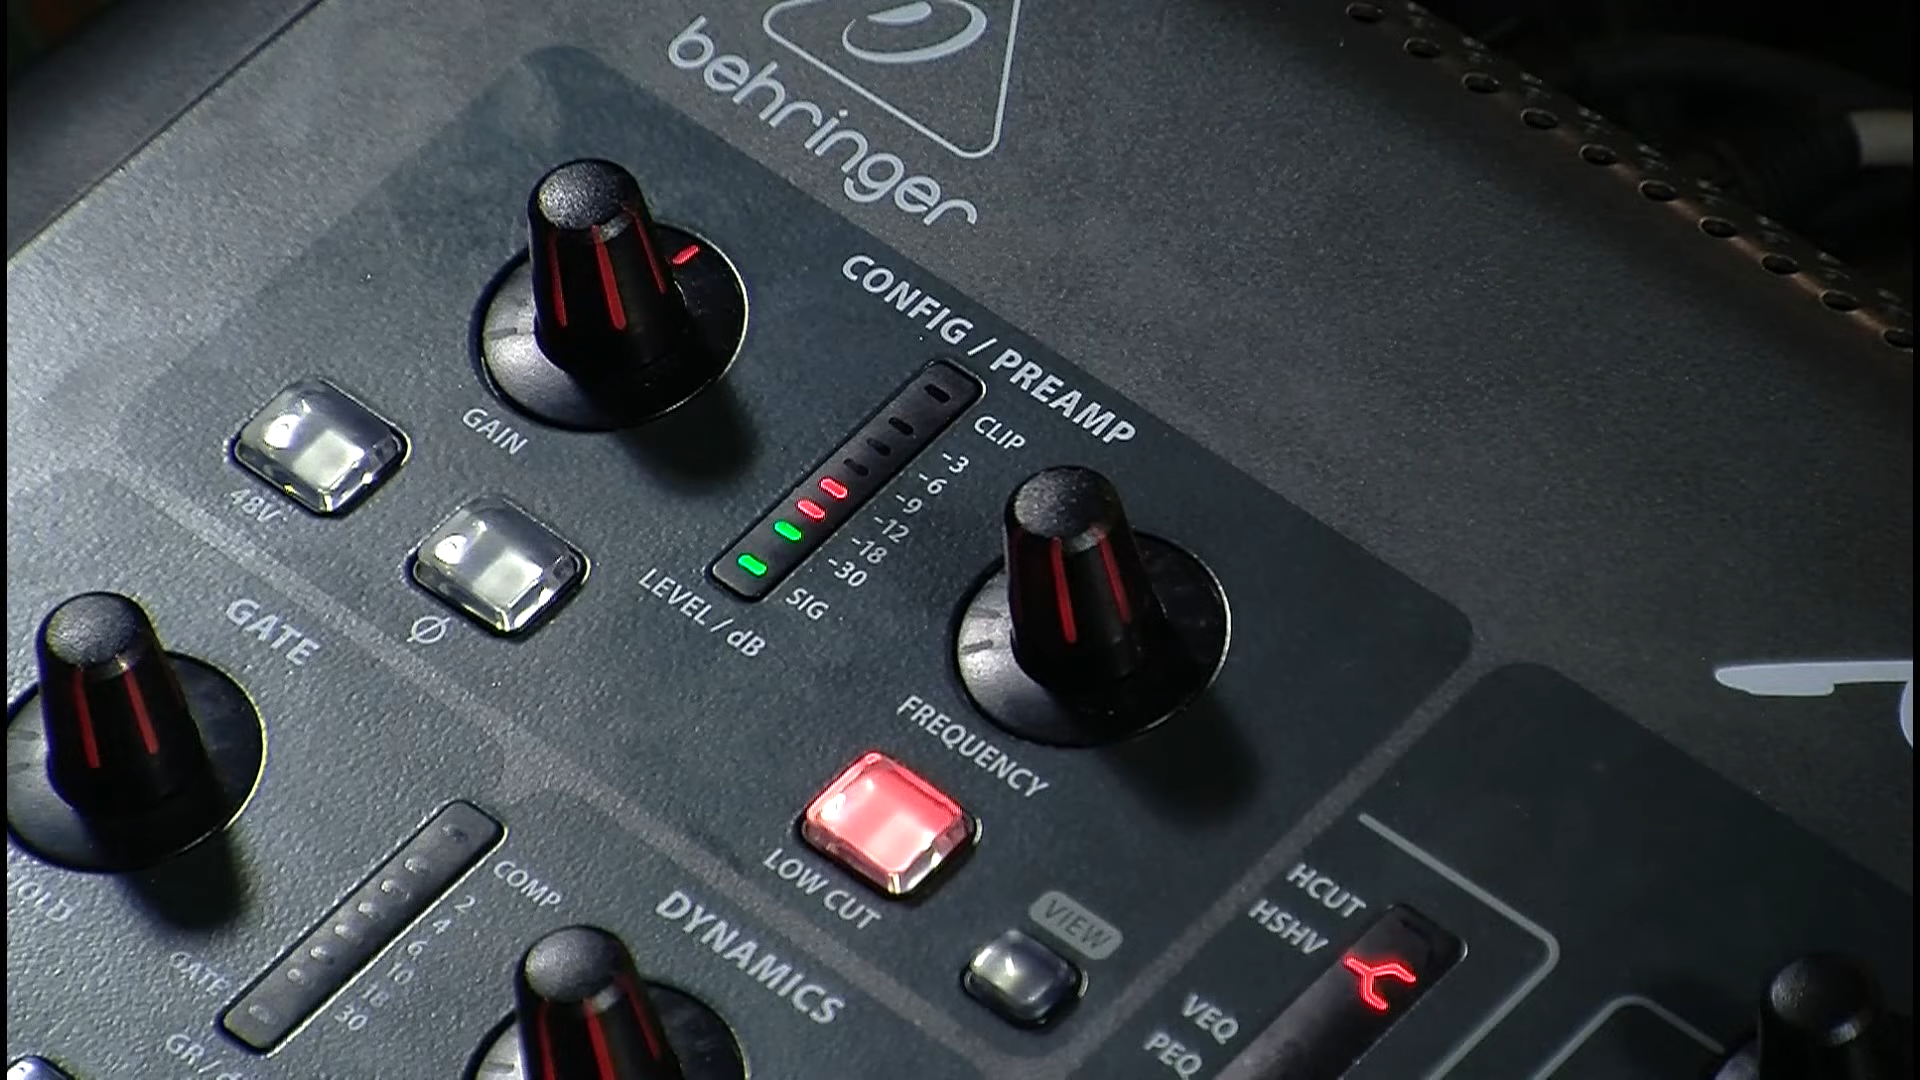 behringer
CONFIG / PREAMP
GAIN
CLIP
-3
-6
-9
-12
-18
-30
SIG
LEVEL / dB
48V
Ø
GATE
FREQUENCY
LOW CUT
VIEW
COMP
2
4
6
10
18
30
GATE
DYNAMICS
HCUT
HSHV
VEQ
PEQ